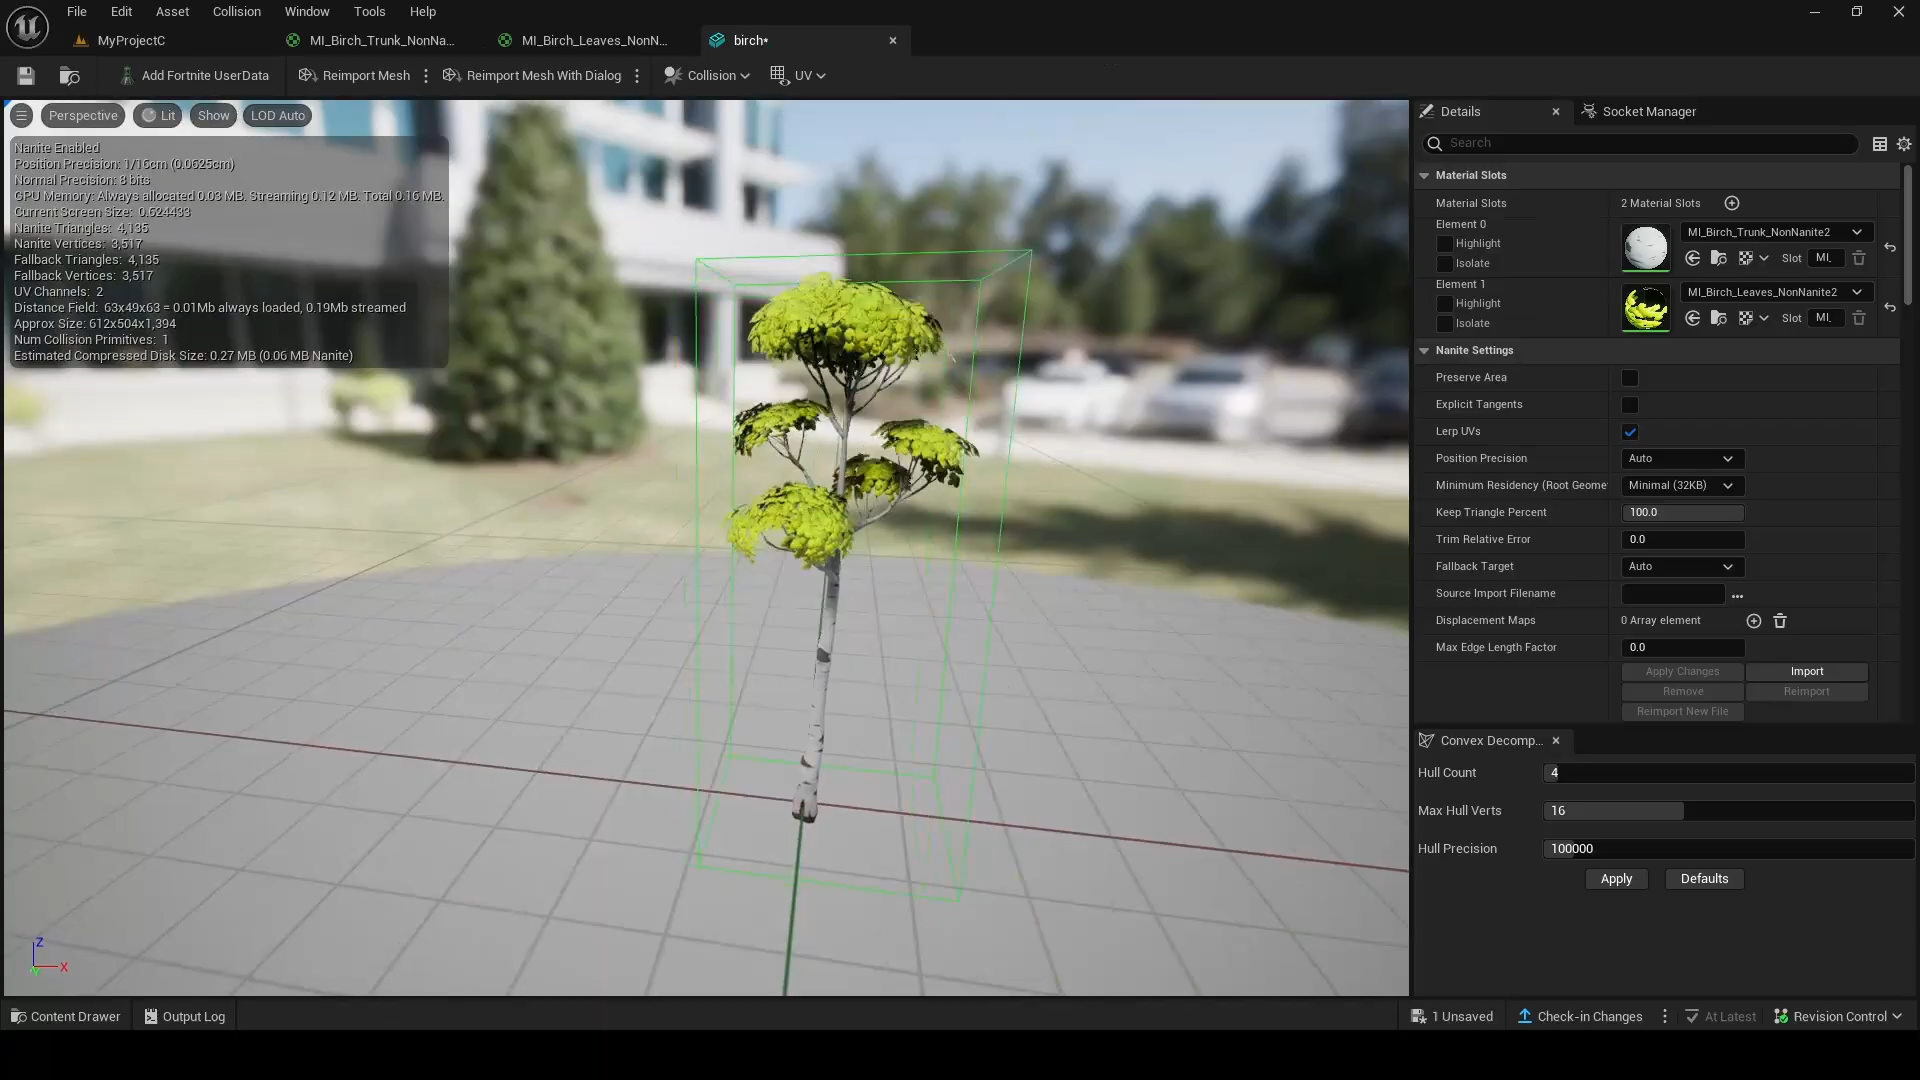 File Edit Asset Collision Window Tools Help
MyProjectC MI_Birch_Trunk_NonNa... MI_Birch_Leaves_NonN... birch*
Add Fortnite UserData Reimport Mesh Reimport Mesh With Dialog Collision UV
Perspective Lit Show LOD Auto
Nanite Enabled
Position Precision: 1/16cm (0.0625cm)
Normal Precision: 8 bits
GPU Memory: Always allocated 0.03 MB. Streaming 0.12 MB. Total 0.16 MB.
Current Screen Size: 0.624433
Nanite Triangles: 4,135
Nanite Vertices: 3,517
Fallback Triangles: 4,135
Fallback Vertices: 3,517
UV Channels: 2
Distance Field: 63x49x63 = 0.01Mb always loaded, 0.19Mb streamed
Approx Size: 612x504x1,394
Num Collision Primitives: 1
Estimated Compressed Disk Size: 0.27 MB (0.06 MB Nanite)
Z
X
Details Socket Manager
Search
Material Slots
Material Slots 2 Material Slots
Element 0 MI_Birch_Trunk_NonNanite2
Highlight
Isolate Slot MI_
Element 1 MI_Birch_Leaves_NonNanite2
Highlight
Isolate Slot MI_
Nanite Settings
Preserve Area
Explicit Tangents
Lerp UVs
Position Precision Auto
Minimum Residency (Root Geome Minimal (32KB)
Keep Triangle Percent 100.0
Trim Relative Error 0.0
Fallback Target Auto
Source Import Filename ...
Displacement Maps 0 Array element
Max Edge Length Factor 0.0
Apply Changes Import
Remove Reimport
Reimport New File
Convex Decomp...
Hull Count 4
Max Hull Verts 16
Hull Precision 100000
Apply Defaults
Content Drawer Output Log 1 Unsaved Check-in Changes At Latest Revision Control